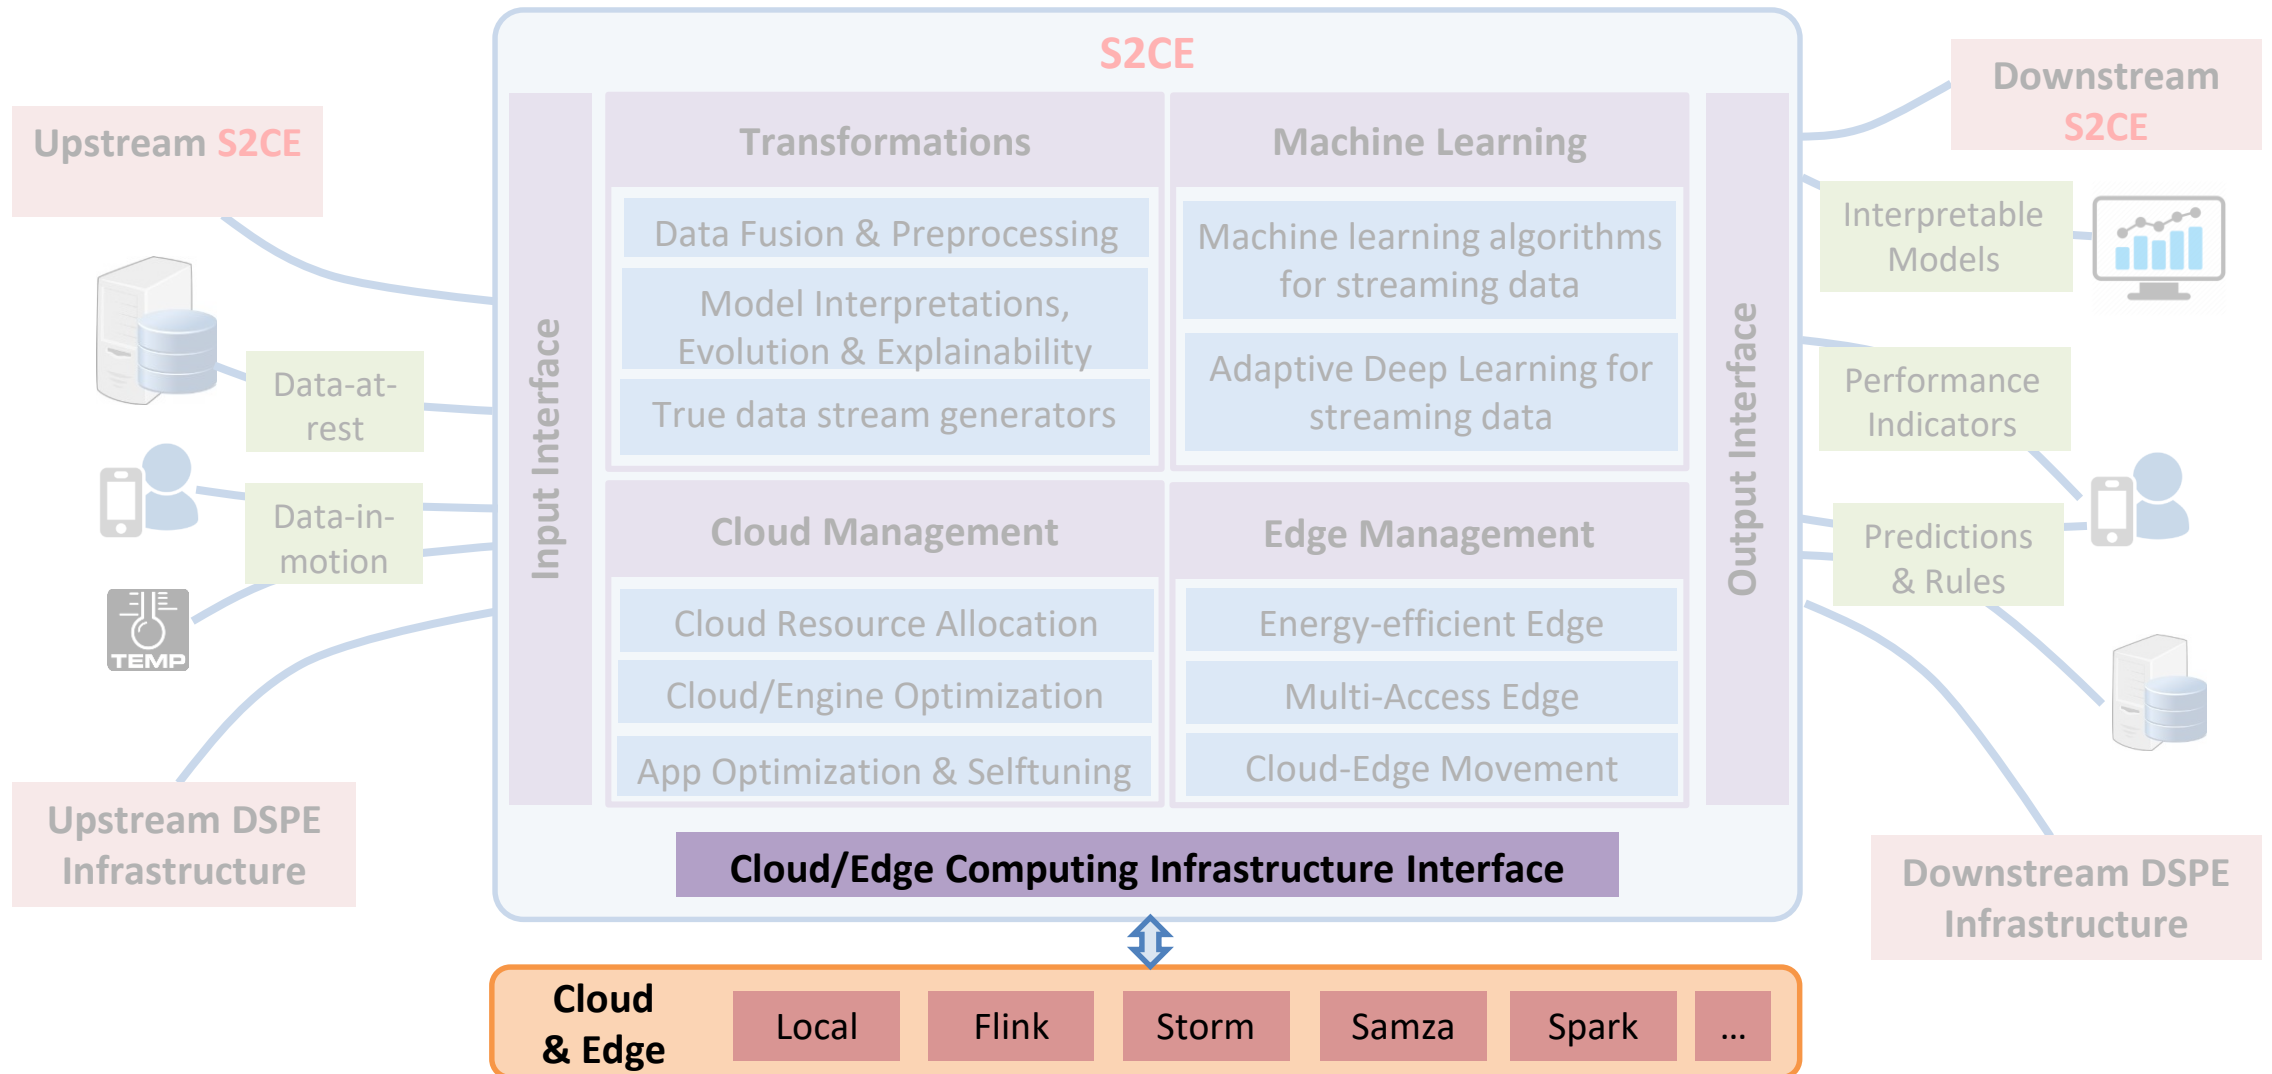 S2CE
Upstream S2CE
Data-at-
rest
Data-in-
motion
TEMP
Upstream DSPE
Infrastructure
Input Interface
Transformations
Data Fusion & Preprocessing
Model Interpretations,
Evolution & Explainability
True data stream generators
Machine Learning
Machine learning algorithms
for streaming data
Adaptive Deep Learning for
streaming data
Cloud Management
Cloud Resource Allocation
Cloud/Engine Optimization
App Optimization & Selftuning
Edge Management
Energy-efficient Edge
Multi-Access Edge
Cloud-Edge Movement
Output Interface
Downstream
S2CE
Interpretable
Models
Performance
Indicators
Predictions
& Rules
Downstream DSPE
Infrastructure
Cloud/Edge Computing Infrastructure Interface
Cloud
& Edge
Local
Flink
Storm
Samza
Spark
...